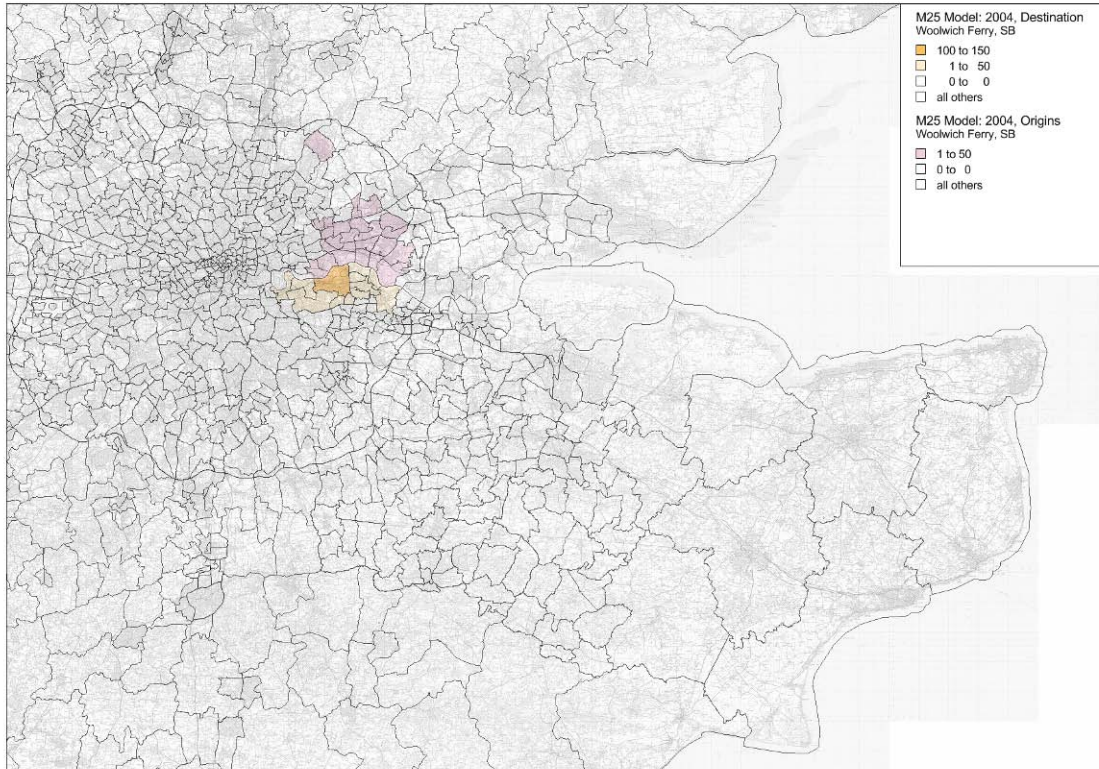 M25 Model: 2004, Destination
Woolwich Ferry, SB
100 to 150
1 to 50
0 to 0
all others
M25 Model: 2004, Origins
Woolwich Ferry, SB
1 to 50
0 to 0
all others